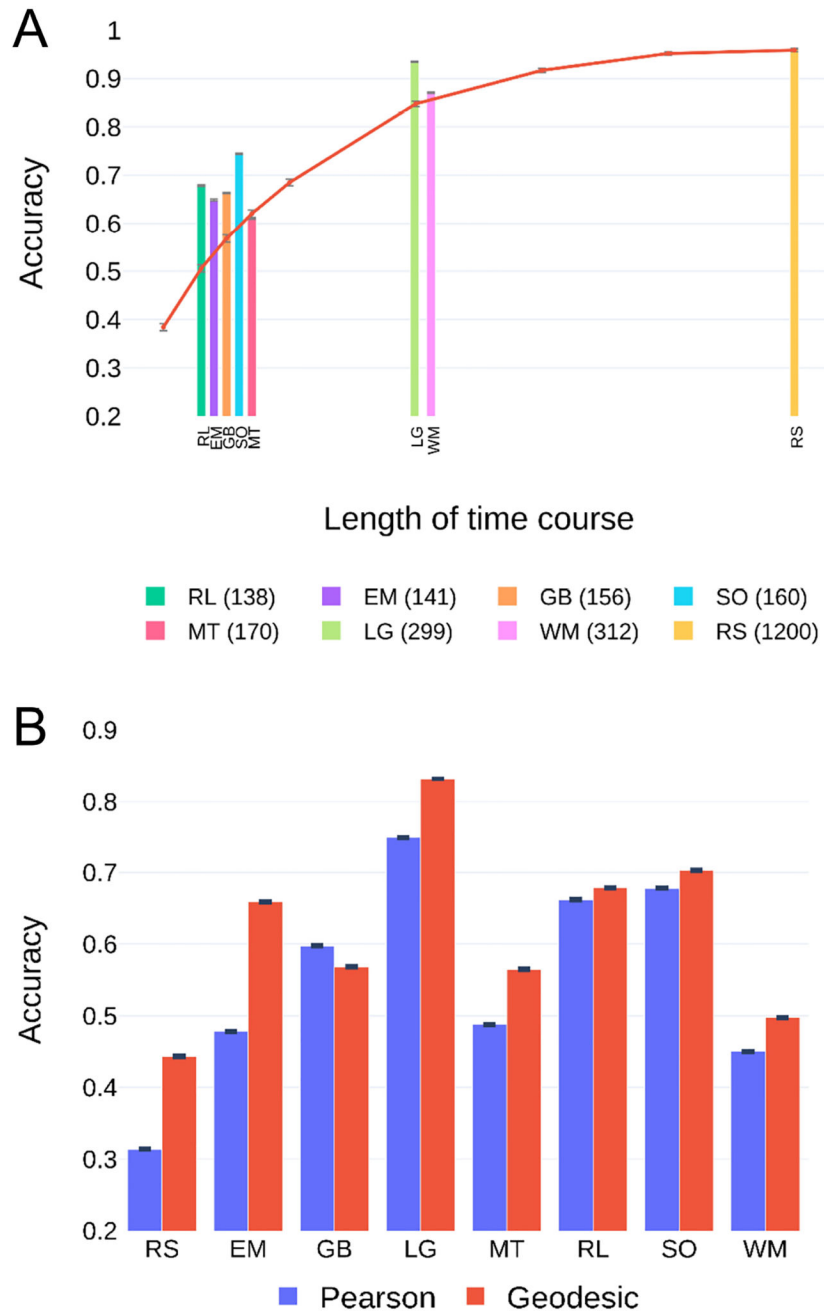 A
1
0.9
0.8
0.7
0.6
0.5
0.4
0.3
0.2
Accuracy
RL
EM
GB
SO
MT
LG
WM
RS
Length of time course
RL (138) EM (141) GB (156) SO (160)
MT (170) LG (299) WM (312) RS (1200)
B
0.9
0.8
0.7
0.6
0.5
0.4
0.3
0.2
Accuracy
RS EM GB LG MT RL SO WM
Pearson Geodesic